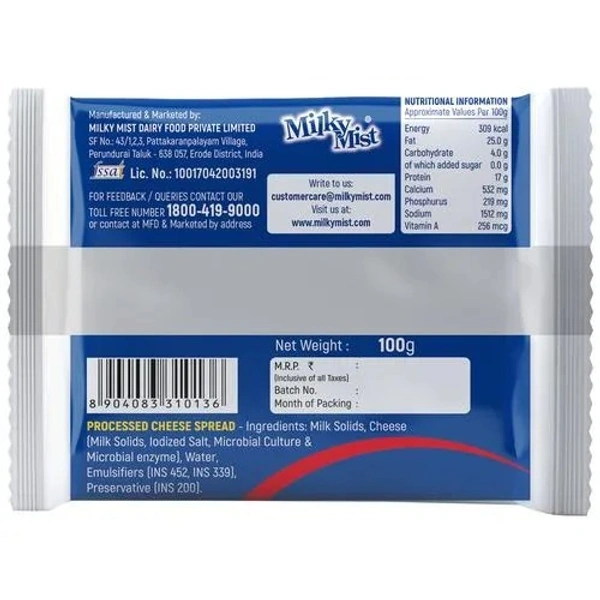 Manufactured & Marketed by:
MILKY MIST DAIRY FOOD PRIVATE LIMITED
SF No.: 43/1,2,3, Pattakaranpalayam Village,
Perundurai Taluk - 638 057, Erode District, India
fssai Lic. No.: 10017042003191
FOR FEEDBACK / QUERIES CONTACT OUR
TOLL FREE NUMBER 1800-419-9000
or contact at MFD & Marketed by address
Milky Mist
Write to us:
customercare@milkymist.com
Visit us at:
www.milkymist.com
NUTRITIONAL INFORMATION
Approximate Values Per 100g
Energy 309 kcal
Fat 25.0 g
Carbohydrate 4.0 g
of which added sugar 0.0 g
Protein 17 g
Calcium 532 mg
Phosphurus 219 mg
Sodium 1512 mg
Vitamin A 256 mcg
Net Weight : 100g
M.R.P. ₹ :
(Inclusive of all Taxes)
Batch No. :
Month of Packing :
8 904083 310136
PROCESSED CHEESE SPREAD - Ingredients: Milk Solids, Cheese
(Milk Solids, Iodized Salt, Microbial Culture &
Microbial enzyme), Water,
Emulsifiers (INS 452, INS 339),
Preservative (INS 200).